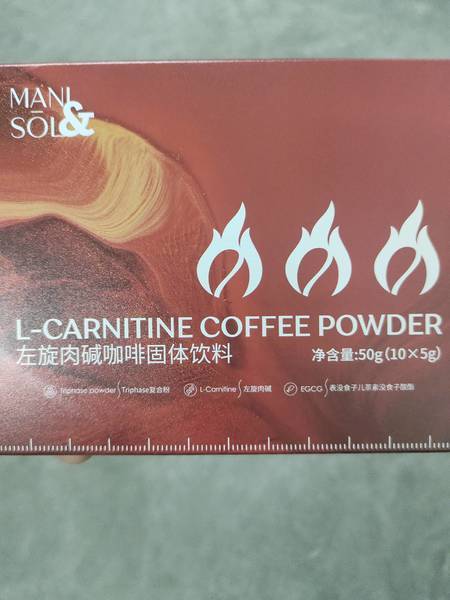 MANI
&
SŌL
L-CARNITINE COFFEE POWDER
左旋肉碱咖啡固体饮料 净含量:50g(10×5g)
Triphase powder Triphase复合粉 L-Carnitine 左旋肉碱 EGCG 表没食子儿茶素没食子酸酯